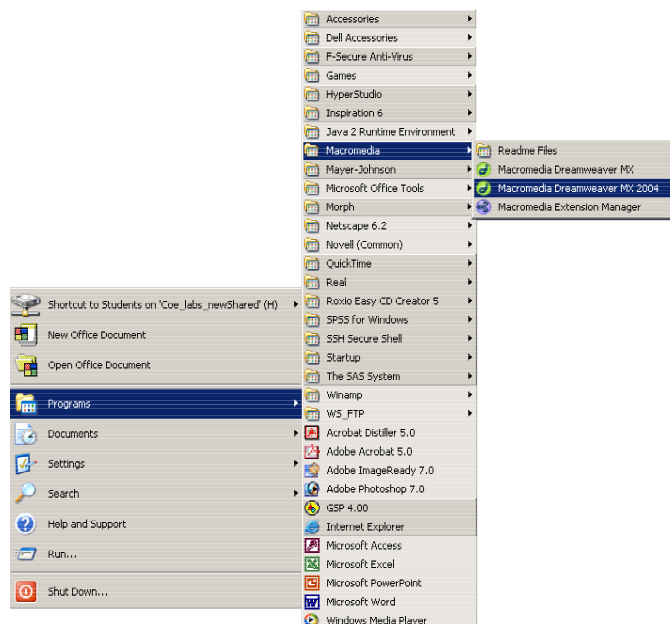 Shortcut to Students on 'Coe_labs_newShared' (H)
New Office Document
Open Office Document
Programs
Documents
Settings
Search
Help and Support
Run...
Shut Down...
Accessories
Dell Accessories
F-Secure Anti-Virus
Games
HyperStudio
Inspiration 6
Java 2 Runtime Environment
Macromedia
Mayer-Johnson
Microsoft Office Tools
Morph
Netscape 6.2
Novell (Common)
QuickTime
Real
Roxio Easy CD Creator 5
SPSS for Windows
SSH Secure Shell
Startup
The SAS System
Winamp
WS_FTP
Acrobat Distiller 5.0
Adobe Acrobat 5.0
Adobe ImageReady 7.0
Adobe Photoshop 7.0
GSP 4.00
Internet Explorer
Microsoft Access
Microsoft Excel
Microsoft PowerPoint
Microsoft Word
Windows Media Player
Readme Files
Macromedia Dreamweaver MX
Macromedia Dreamweaver MX 2004
Macromedia Extension Manager